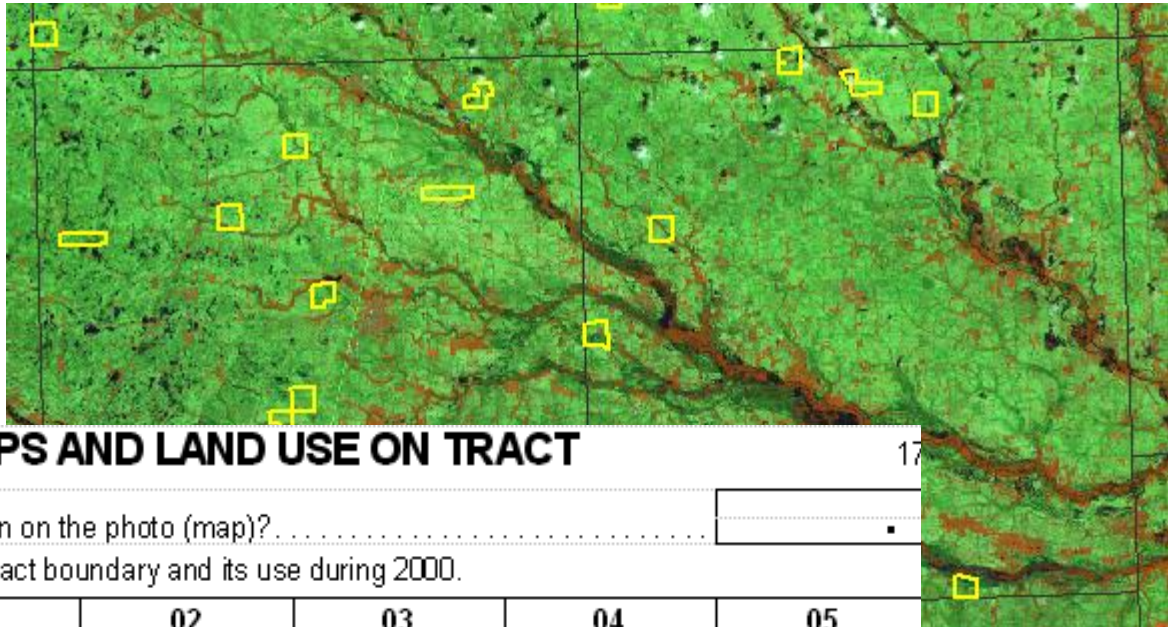 PS AND LAND USE ON TRACT 17
n on the photo (map)?.................................. .
act boundary and its use during 2000.
02 03 04 05